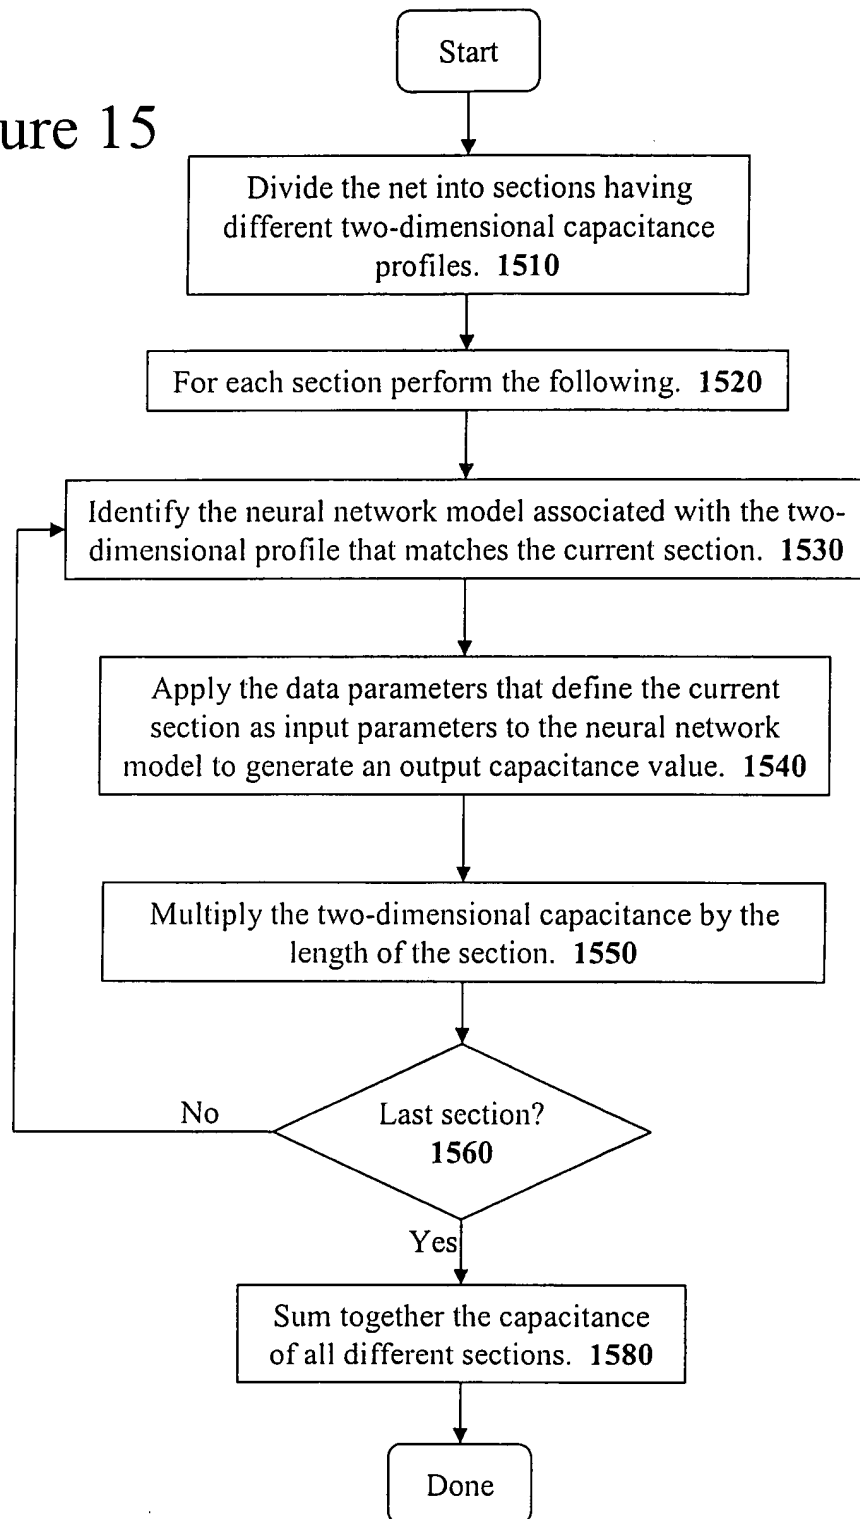 Start
ure 15
Divide the net into sections having
different two-dimensional capacitance
profiles. 1510
For each section perform the following. 1520
Identify the neural network model associated with the two-
dimensional profile that matches the current section. 1530
Apply the data parameters that define the current
section as input parameters to the neural network
model to generate an output capacitance value. 1540
Multiply the two-dimensional capacitance by the
length of the section. 1550
No
Last section?
1560
Yes
Sum together the capacitance
of all different sections. 1580
Done